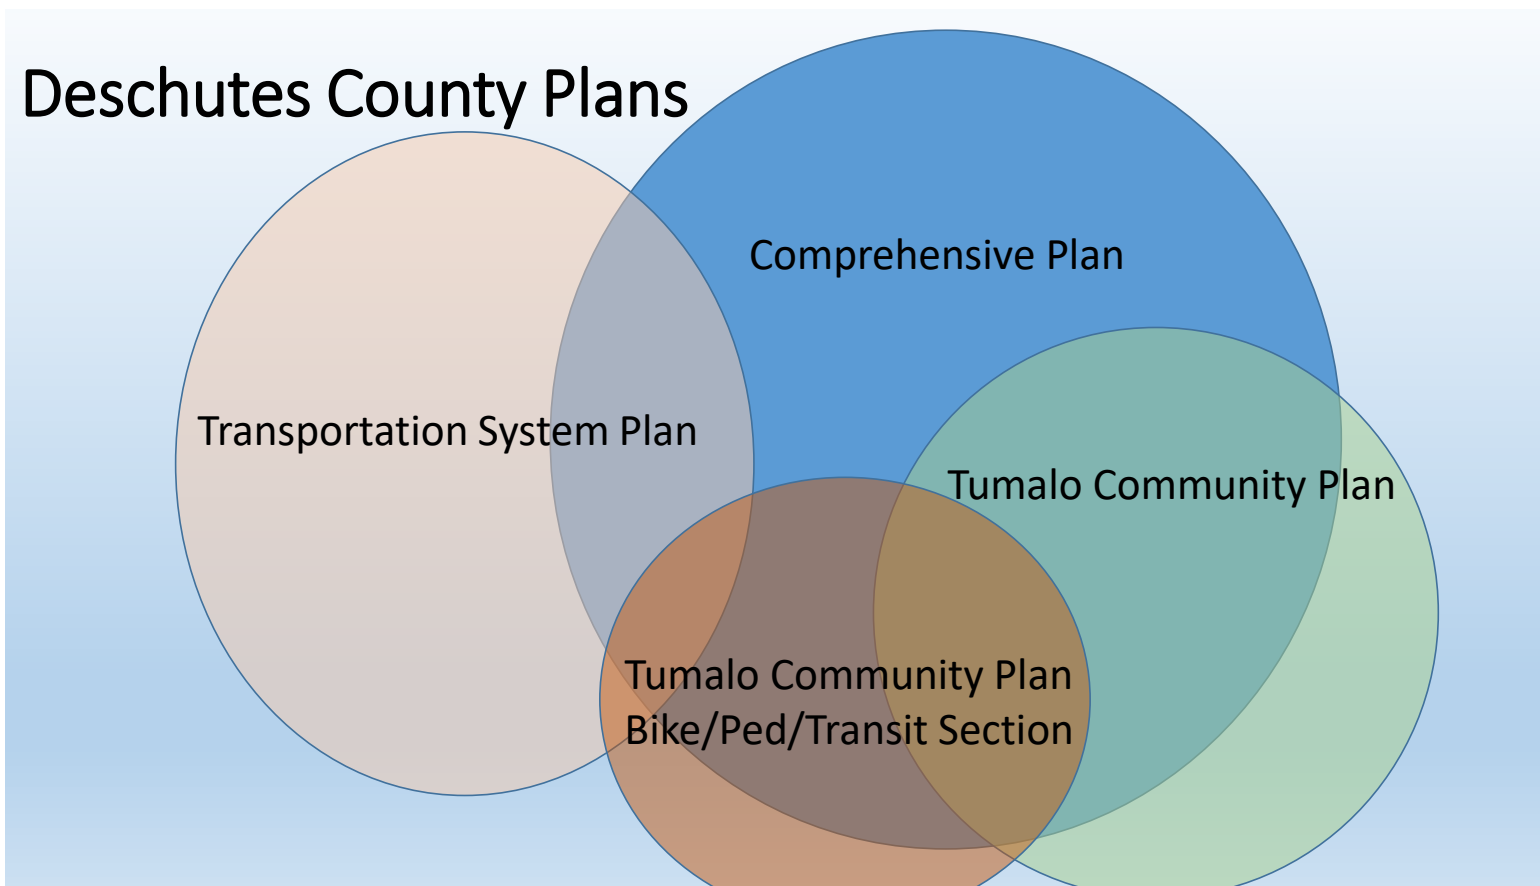 Deschutes County Plans
Comprehensive Plan
Transportation System Plan
Tumalo Community Plan
Tumalo Community Plan
Bike/Ped/Transit Section